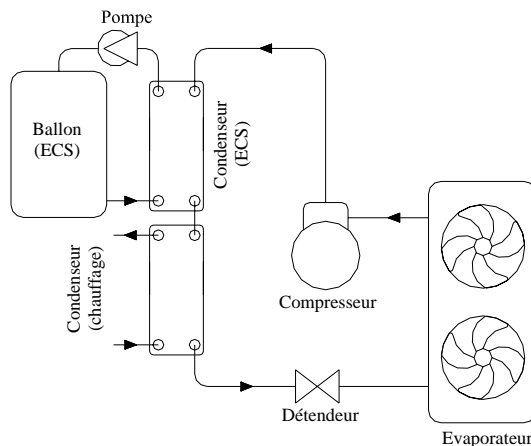 Pompe
Ballon
(ECS)
Condenseur
(ECS)
Condenseur
(chauffage)
Compresseur
Détendeur
Evaporateur